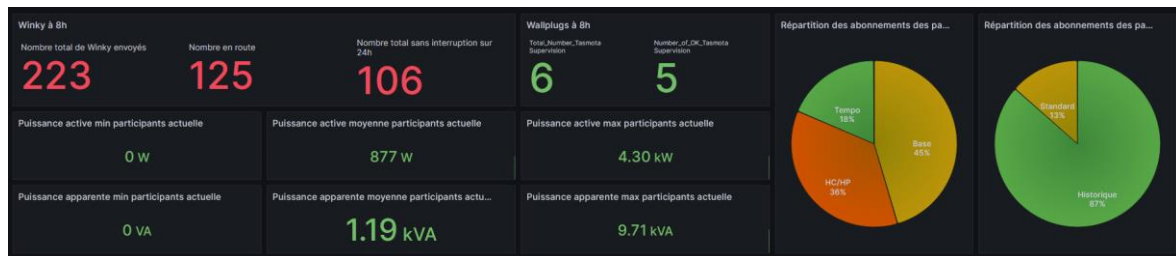 Winky à 8h
Nombre total de Winky envoyés
223
Nombre en route
125
Nombre total sans interruption sur
24h
106
Wallplugs à 8h
Total_Number_Tasmota
Supervision
6
Number_of_OK_Tasmota
Supervision
5
Répartition des abonnements des pa...
Tempo
18%
Base
45%
HC/HP
36%
Répartition des abonnements des pa...
Standard
13%
Historique
87%
Puissance active min participants actuelle
0 W
Puissance active moyenne participants actuelle
877 W
Puissance active max participants actuelle
4.30 kW
Puissance apparente min participants actuelle
0 VA
Puissance apparente moyenne participants actu...
1.19 kVA
Puissance apparente max participants actuelle
9.71 kVA